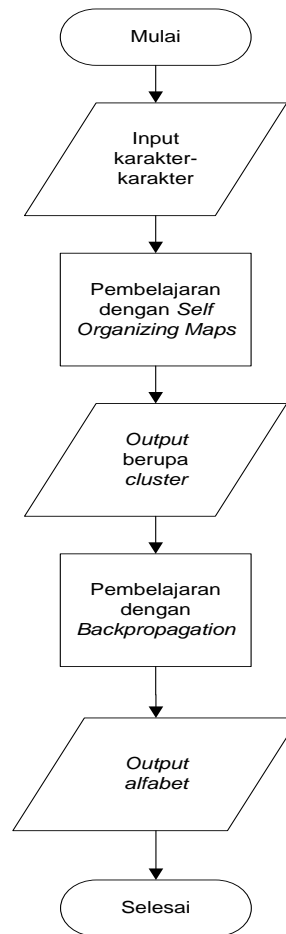 Mulai
Input
karakter-
karakter
Pembelajaran
dengan Self
Organizing Maps
Output
berupa
cluster
Pembelajaran
dengan
Backpropagation
Output
alfabet
Selesai